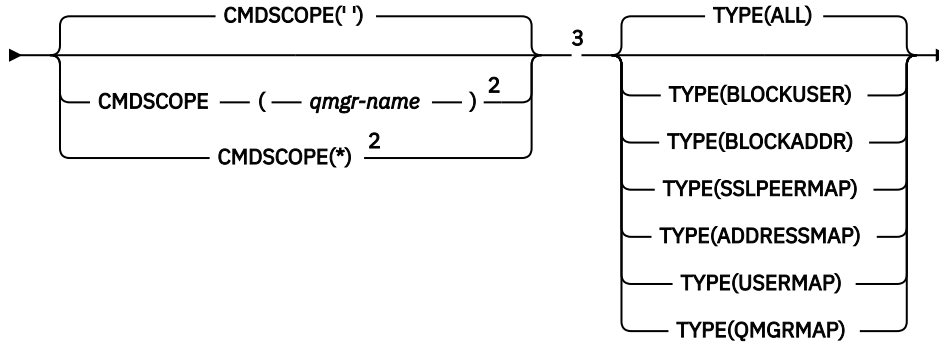 CMDSCOPE(' ')
CMDSCOPE ( qmgr-name ) 2
CMDSCOPE(*) 2
3
TYPE(ALL)
TYPE(BLOCKUSER)
TYPE(BLOCKADDR)
TYPE(SSLPEERMAP)
TYPE(ADDRESSMAP)
TYPE(USERMAP)
TYPE(QMGRMAP)